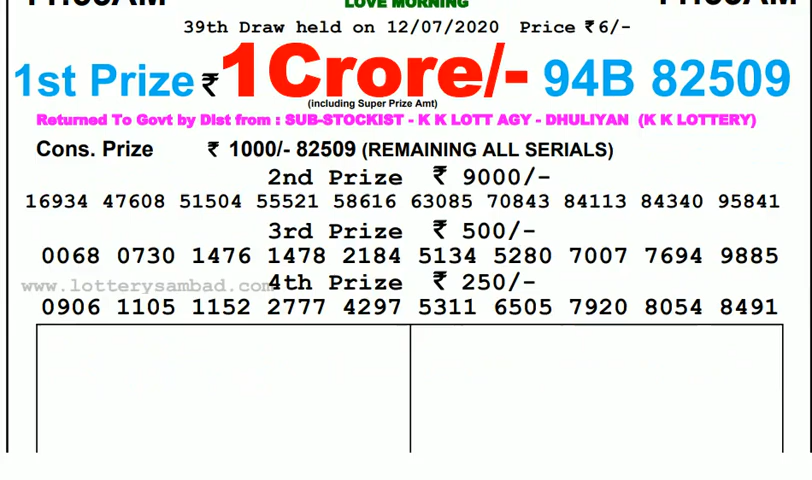 LOVE MORNING
39th Draw held on 12/07/2020 Price ₹6/-
1st Prize ₹1Crore/- 94B 82509
(including Super Prize Amt)
Returned To Govt by Dist from : SUB-STOCKIST - K K LOTT AGY - DHULIYAN (K K LOTTERY)
Cons. Prize ₹ 1000/- 82509 (REMAINING ALL SERIALS)
2nd Prize ₹ 9000/-
16934 47608 51504 55521 58616 63085 70843 84113 84340 95841
3rd Prize ₹ 500/-
0068 0730 1476 1478 2184 5134 5280 7007 7694 9885
www.lotterysambad.com
4th Prize ₹ 250/-
0906 1105 1152 2777 4297 5311 6505 7920 8054 8491